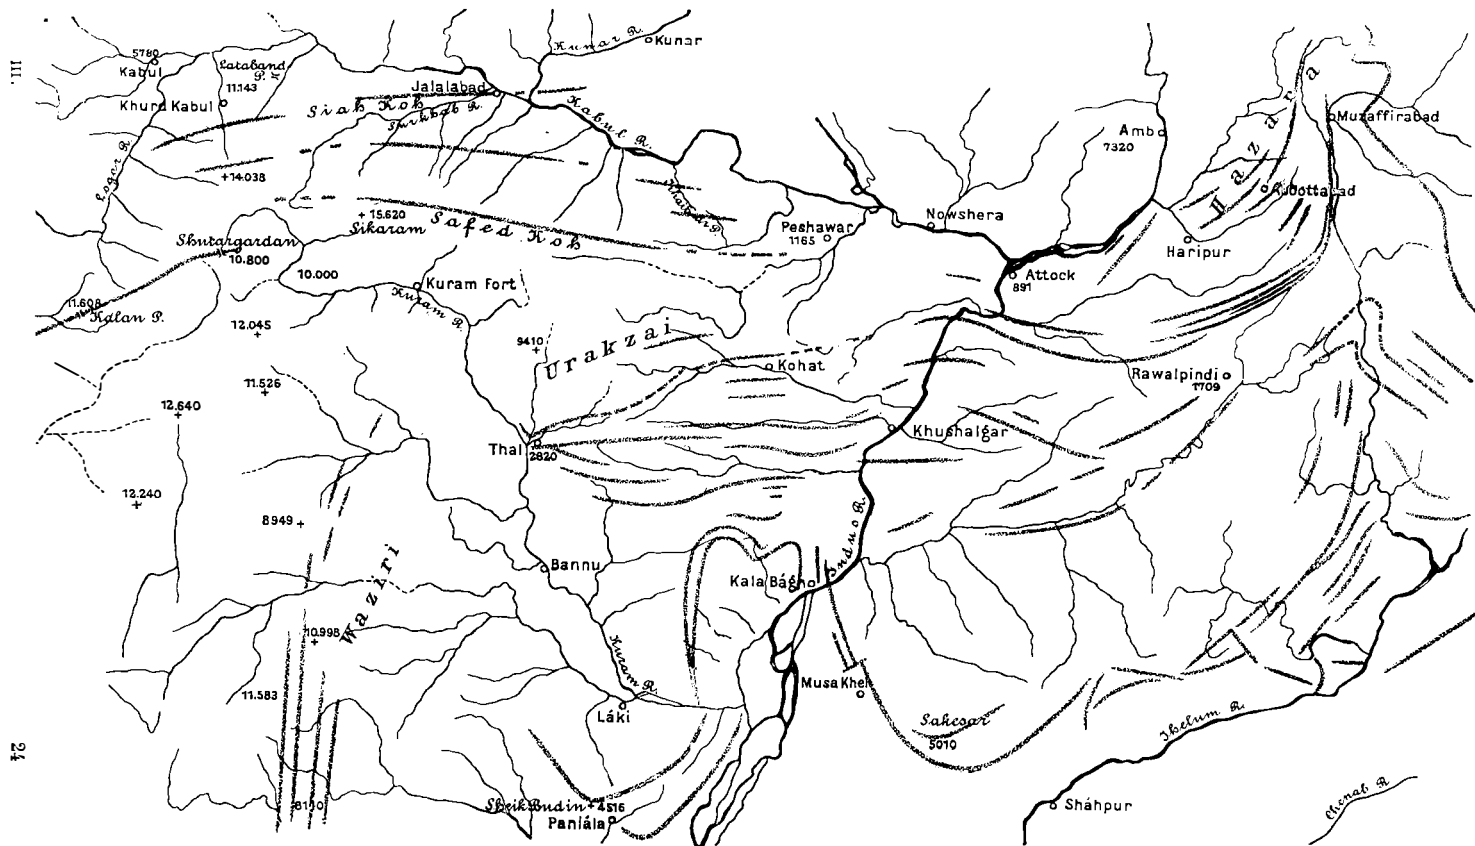 III.
24
Kunar R.
Kunar
5780
Kabul
Lataband
P.
11.143
Khurd Kabul
Jalalabad
Siah Koh
Surkhab R.
Kabul R.
Logar R.
+14.038
Khaibar P.
Amb
7320
Hazara
Muzaffirabad
Abbottabad
+ 15.620
Sikaram
Safed Koh
Peshawar
1165
Nowshera
Haripur
Shutargardan
10.800
10.000
Kuram Fort
Kuram R.
Attock
891
11.608
Kalan P.
12.045
9410
Urakzai
Kohat
Rawalpindi
1709
11.526
12.640
Khushalgar
Thal
2820
12.240
8949
Indus R.
Waziri
Bannu
Kala Bágh
10.998
Kuram R.
11.583
Musa Khel
Láki
Sakesar
5010
Jhelum R.
Sheik Budin + 4516
Paniála
8110
Sháhpur
Chenab R